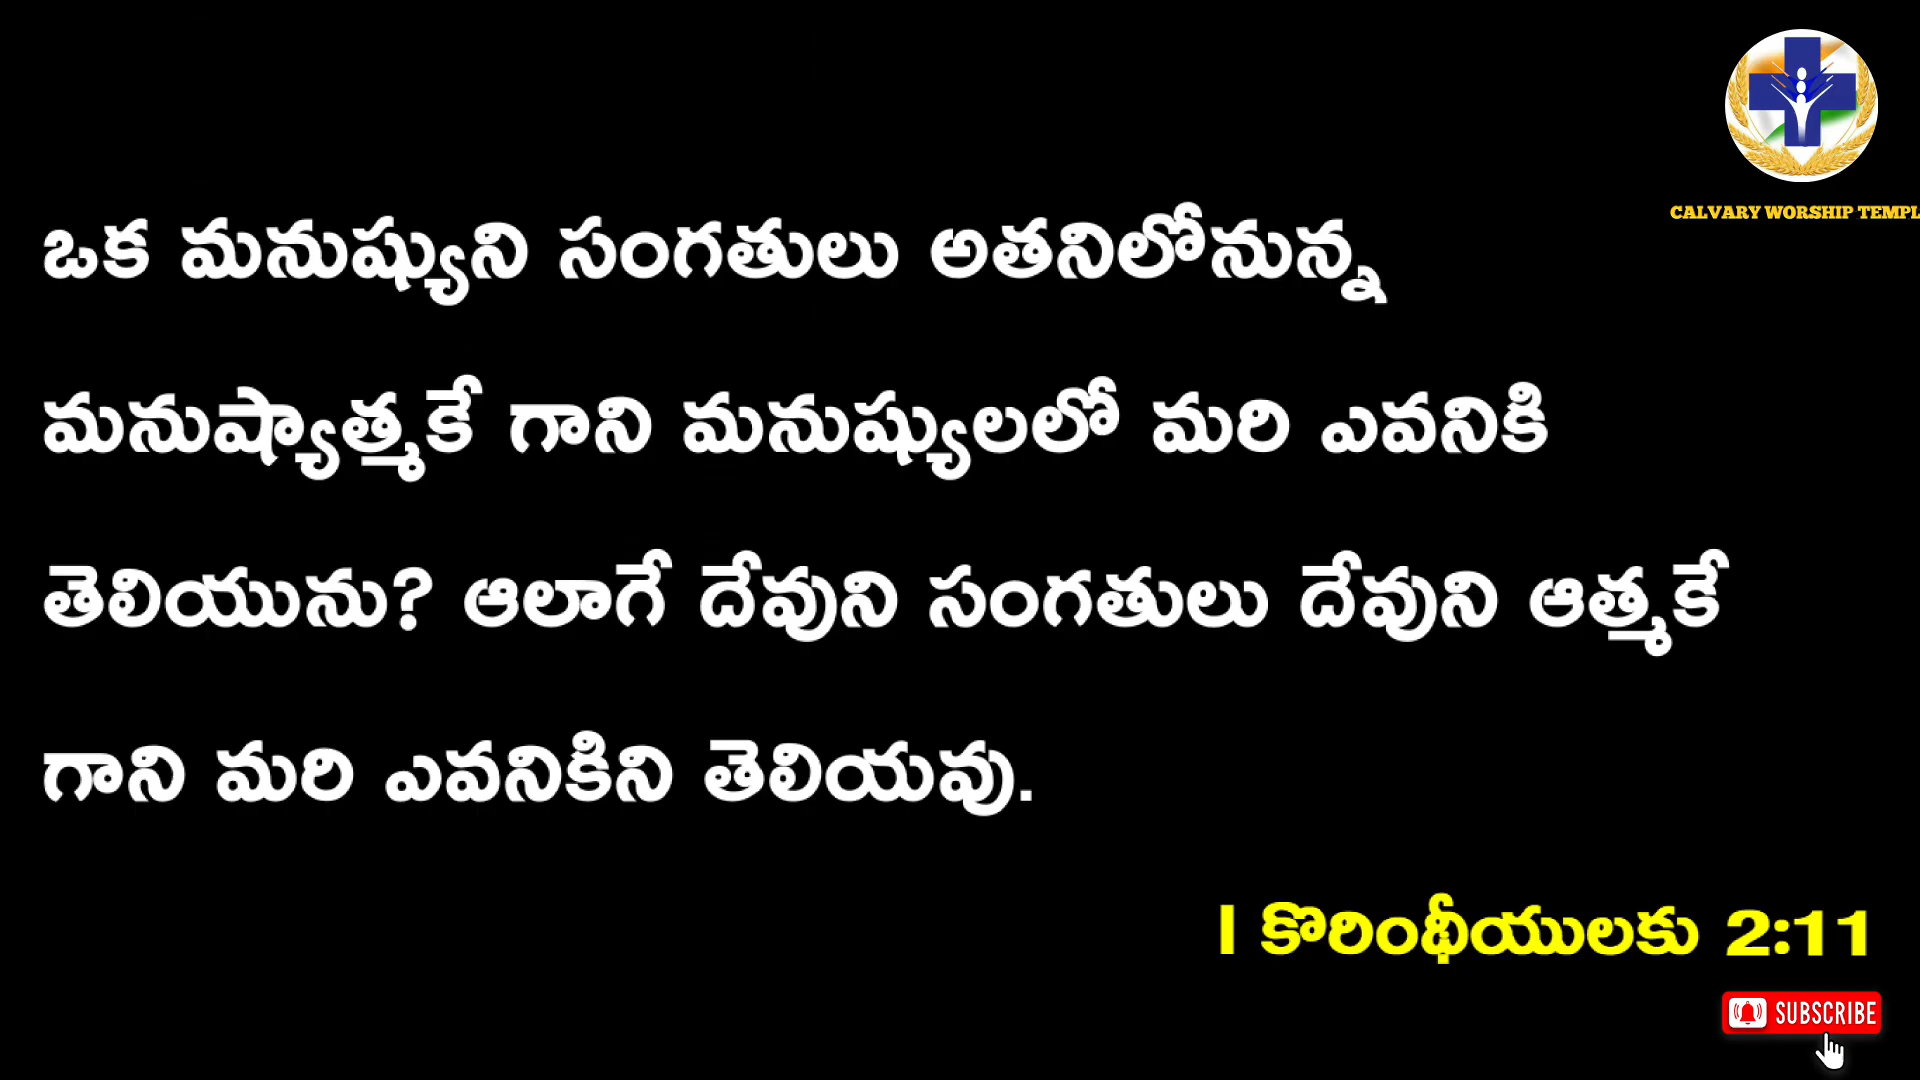 CALVARY WORSHIP TEMPL
ఒక మనుష్యుని సంగతులు అతనిలోనున్న
మనుష్యాత్మకే గాని మనుష్యులలో మరి ఎవనికి
తెలియును? ఆలాగే దేవుని సంగతులు దేవుని ఆత్మకే
గాని మరి ఎవనికిని తెలియవు.
I కొరింథీయులకు 2:11
SUBSCRIBE